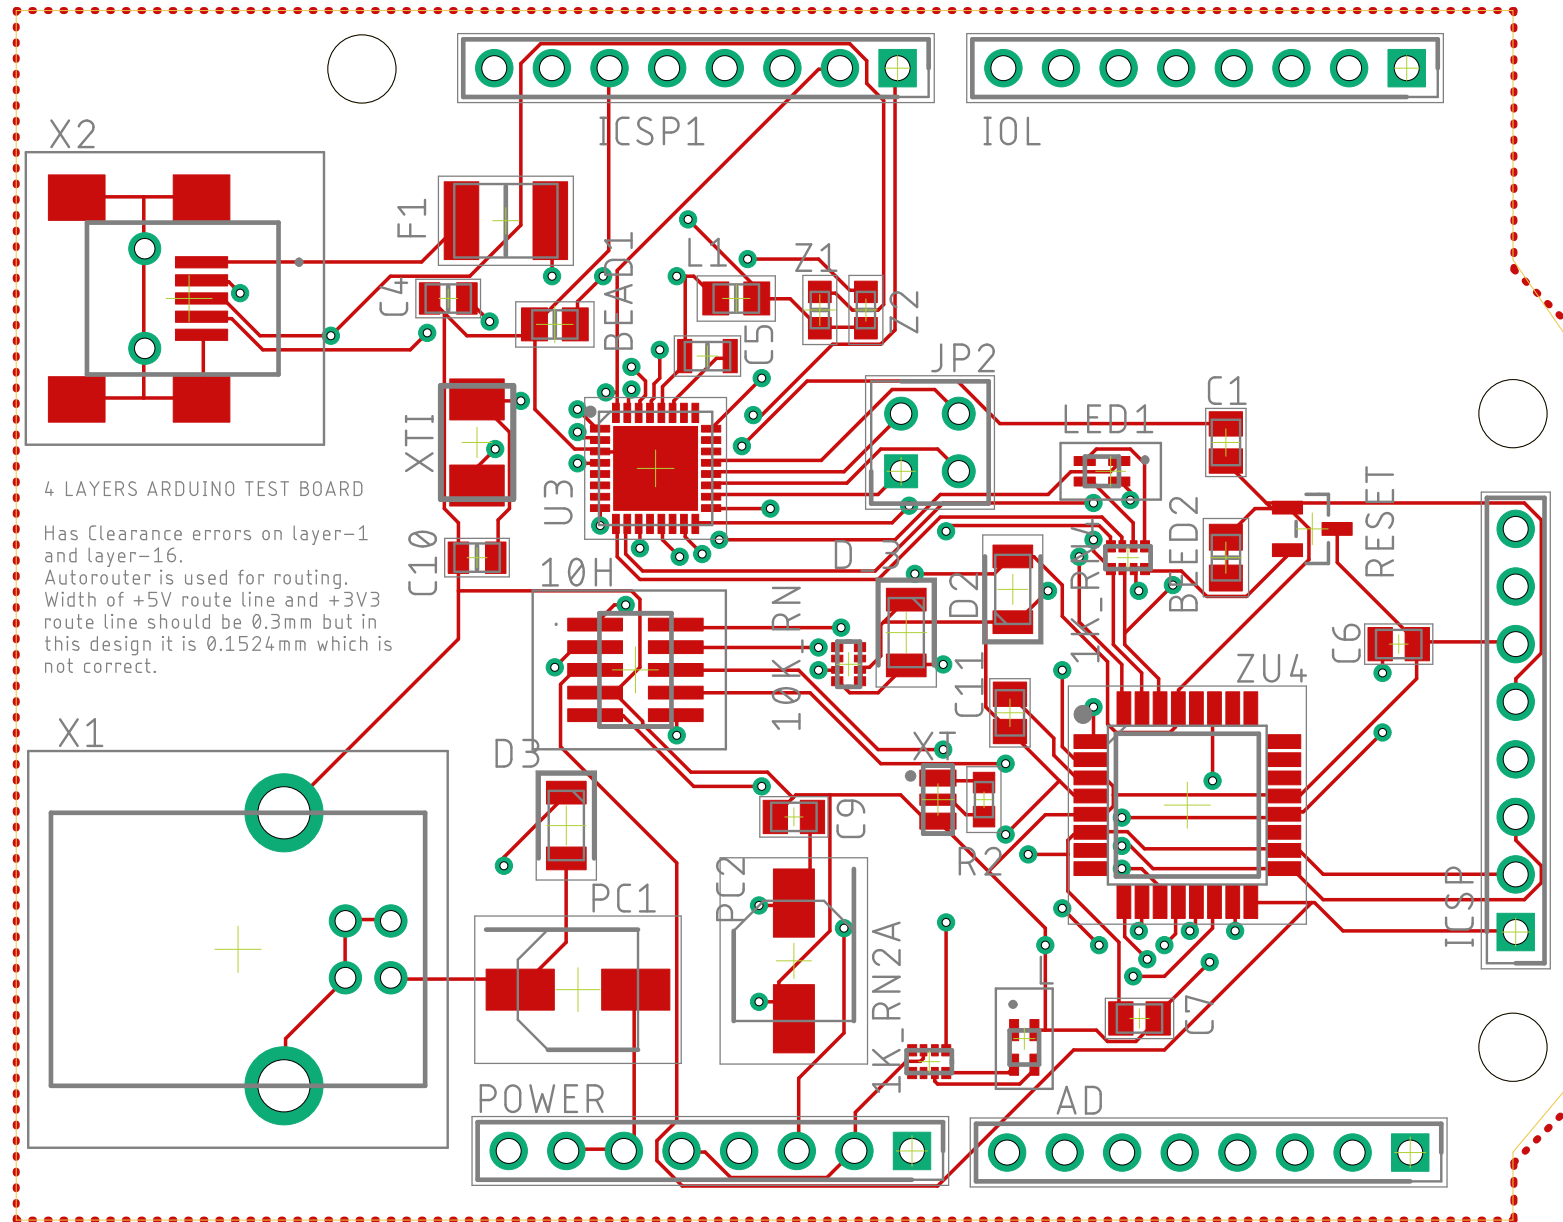 ICSP1
IOL
X2
F1
BEAD1
L1
Z1
C4
Z2
C5
JP2
C1
LED1
XTI
4 LAYERS ARDUINO TEST BOARD
Has Clearance errors on layer-1
and layer-16.
Autorouter is used for routing.
Width of +5V route line and +3V3
route line should be 0.3mm but in
this design it is 0.1524mm which is
not correct.
U3
RESET
C10
10H
D_3
D2
1K_RN4
BLED2
10K_RN
C6
C11
ZU4
X1
D3
XT
C9
R2
PC2
PC1
ICSP
1K_RN2A
L
C7
POWER
AD